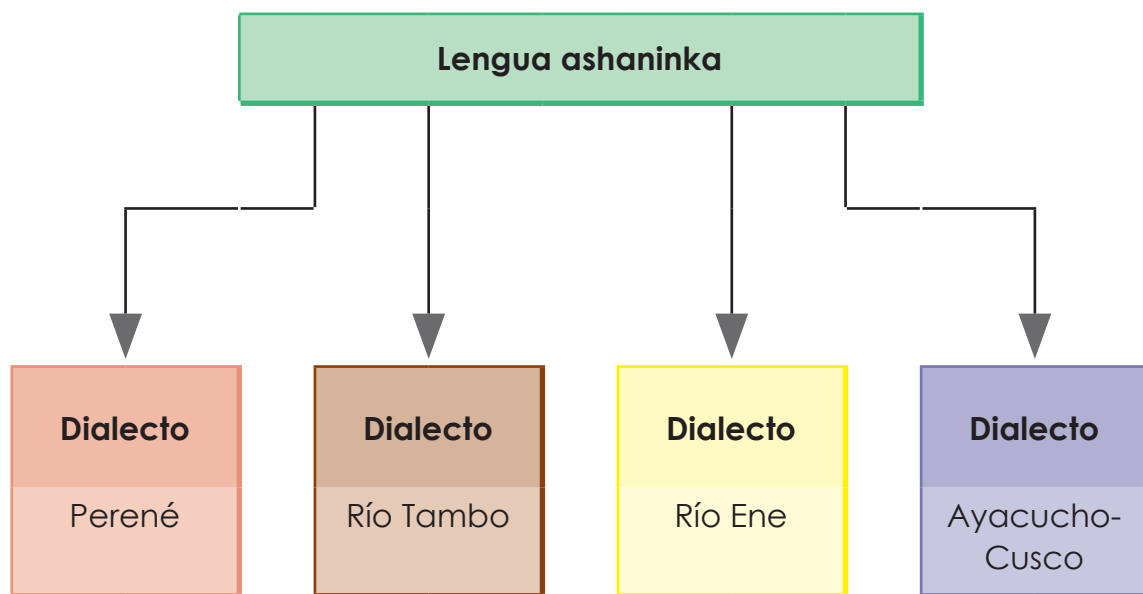 Lengua ashaninka
Dialecto
Perené
Dialecto
Río Tambo
Dialecto
Río Ene
Dialecto
Ayacucho-
Cusco